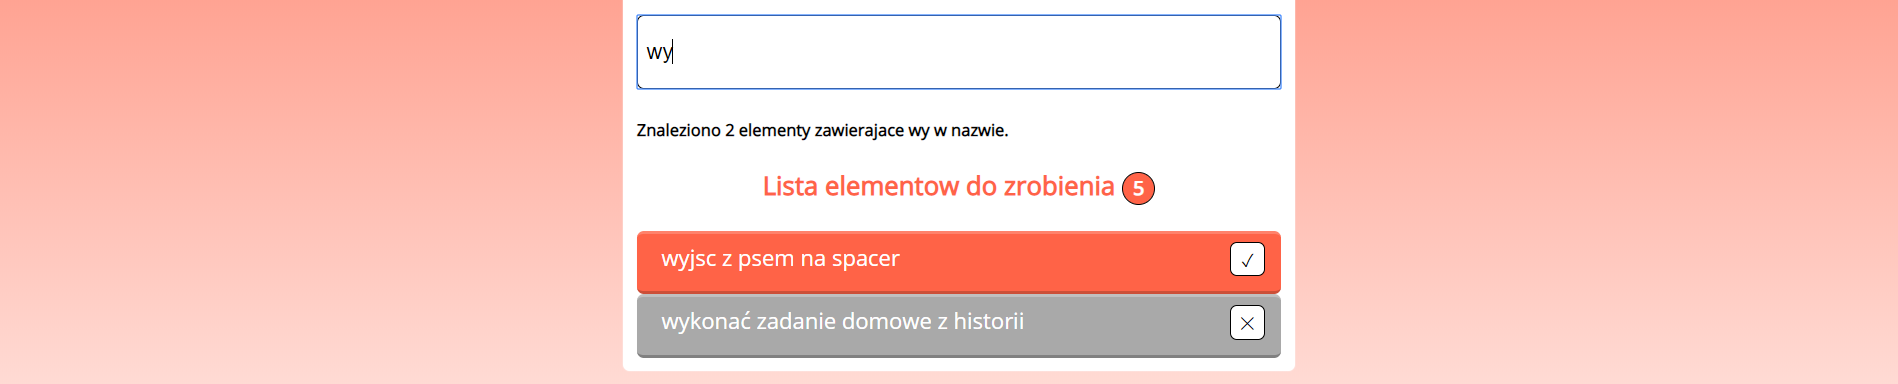 wy
Znaleziono 2 elementy zawierajace wy w nazwie.
Lista elementow do zrobienia 5
wyjsc z psem na spacer
wykonać zadanie domowe z historii